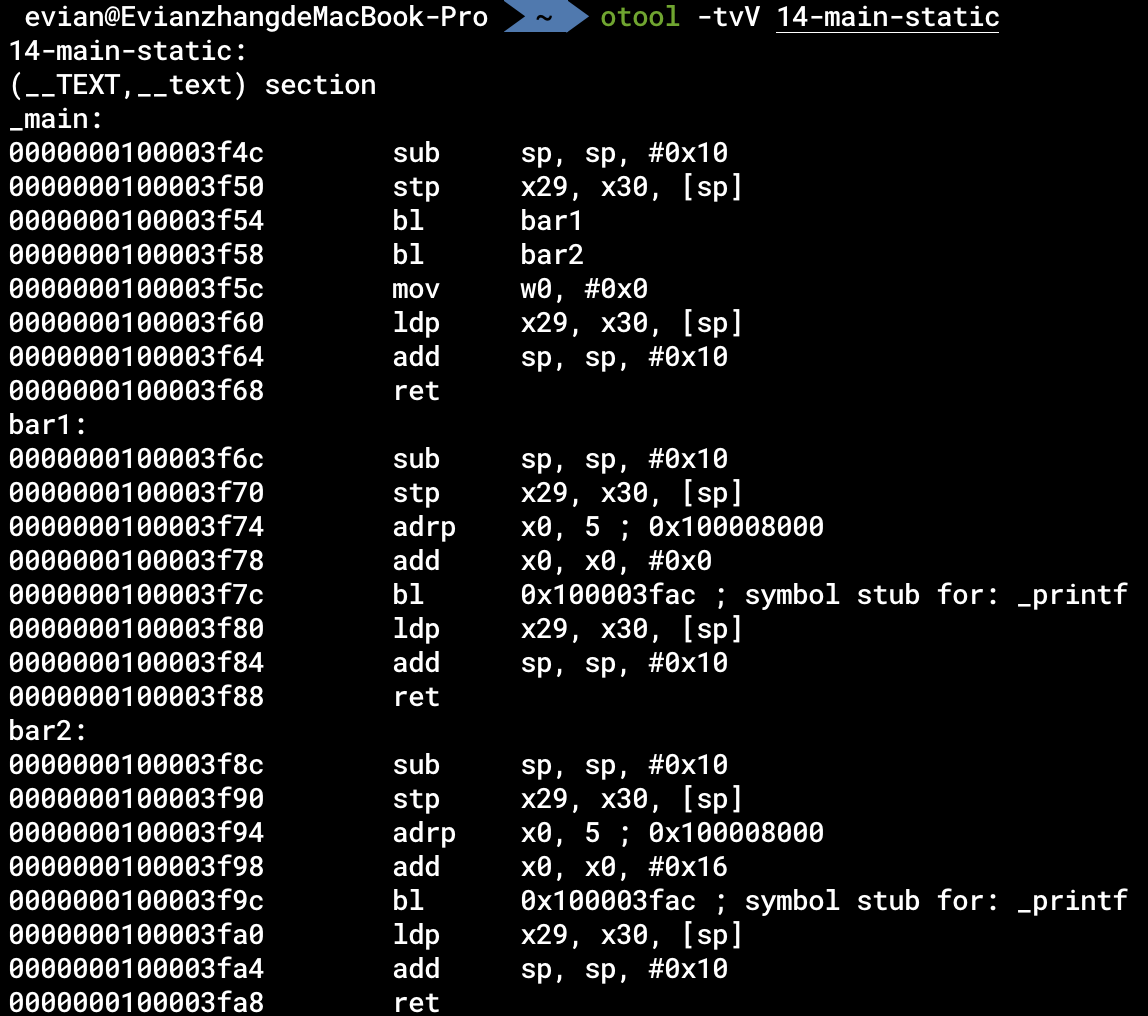 evian@EvianzhangdeMacBook-Pro ~ otool -tvV 14-main-static
14-main-static:
(__TEXT,__text) section
_main:
0000000100003f4c sub sp, sp, #0x10
0000000100003f50 stp x29, x30, [sp]
0000000100003f54 bl bar1
0000000100003f58 bl bar2
0000000100003f5c mov w0, #0x0
0000000100003f60 ldp x29, x30, [sp]
0000000100003f64 add sp, sp, #0x10
0000000100003f68 ret
bar1:
0000000100003f6c sub sp, sp, #0x10
0000000100003f70 stp x29, x30, [sp]
0000000100003f74 adrp x0, 5 ; 0x100008000
0000000100003f78 add x0, x0, #0x0
0000000100003f7c bl 0x100003fac ; symbol stub for: _printf
0000000100003f80 ldp x29, x30, [sp]
0000000100003f84 add sp, sp, #0x10
0000000100003f88 ret
bar2:
0000000100003f8c sub sp, sp, #0x10
0000000100003f90 stp x29, x30, [sp]
0000000100003f94 adrp x0, 5 ; 0x100008000
0000000100003f98 add x0, x0, #0x16
0000000100003f9c bl 0x100003fac ; symbol stub for: _printf
0000000100003fa0 ldp x29, x30, [sp]
0000000100003fa4 add sp, sp, #0x10
0000000100003fa8 ret